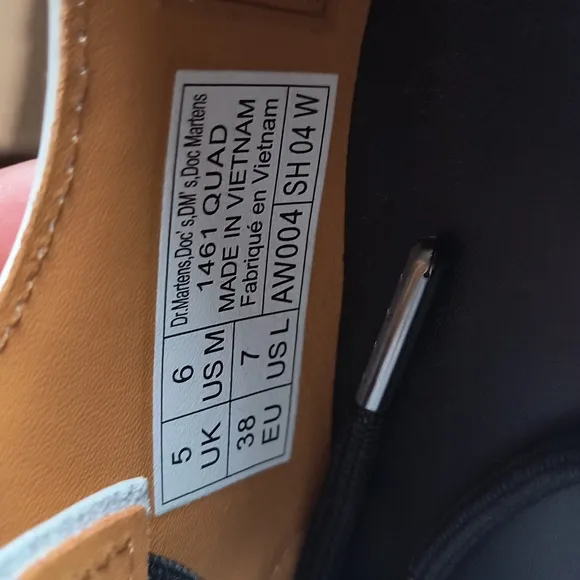 Dr.Martens,Doc' s,DM' s,Doc Martens
1461 QUAD
MADE IN VIETNAM
Fabriqué en Vietnam
AW004 SH 04 W
5 6
UK US M
38 7
EU US L